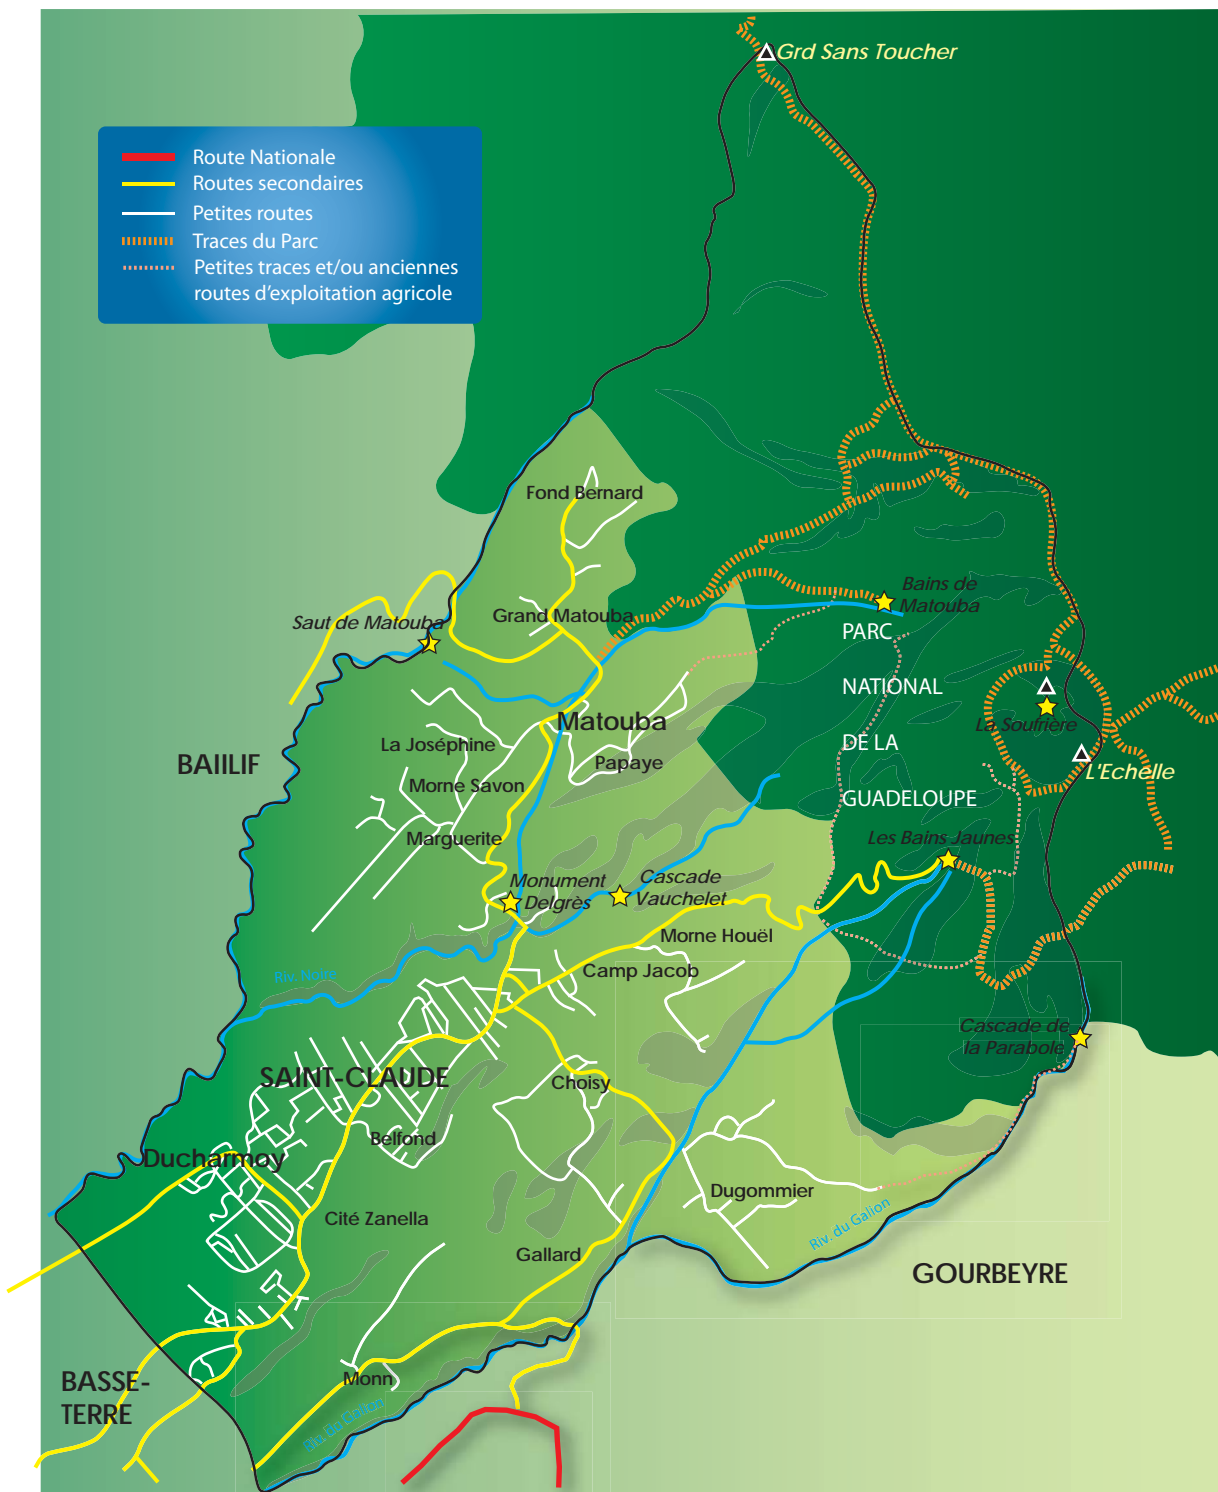 Grd Sans Toucher
Route Nationale
Routes secondaires
Petites routes
Traces du Parc
Petites traces et/ou anciennes
routes d'exploitation agricole
Fond Bernard
Bains de
Matouba
Grand Matouba
Saut de Matouba
PARC
NATIONAL
DE LA
GUADELOUPE
La Soufrière
L'Echelle
Matouba
La Joséphine
BAIILIF
Papaye
Morne Savon
Marguerite
Les Bains Jaunes
Monument
Delgrès
Cascade
Vauchelet
Morne Houël
Camp Jacob
Riv. Noire
Cascade de
la Parabole
SAINT-CLAUDE
Choisy
Belfond
Ducharmoy
Dugommier
Cité Zanella
Riv. du Galion
Gallard
GOURBEYRE
BASSE-
TERRE
Monn
Riv. du Galion